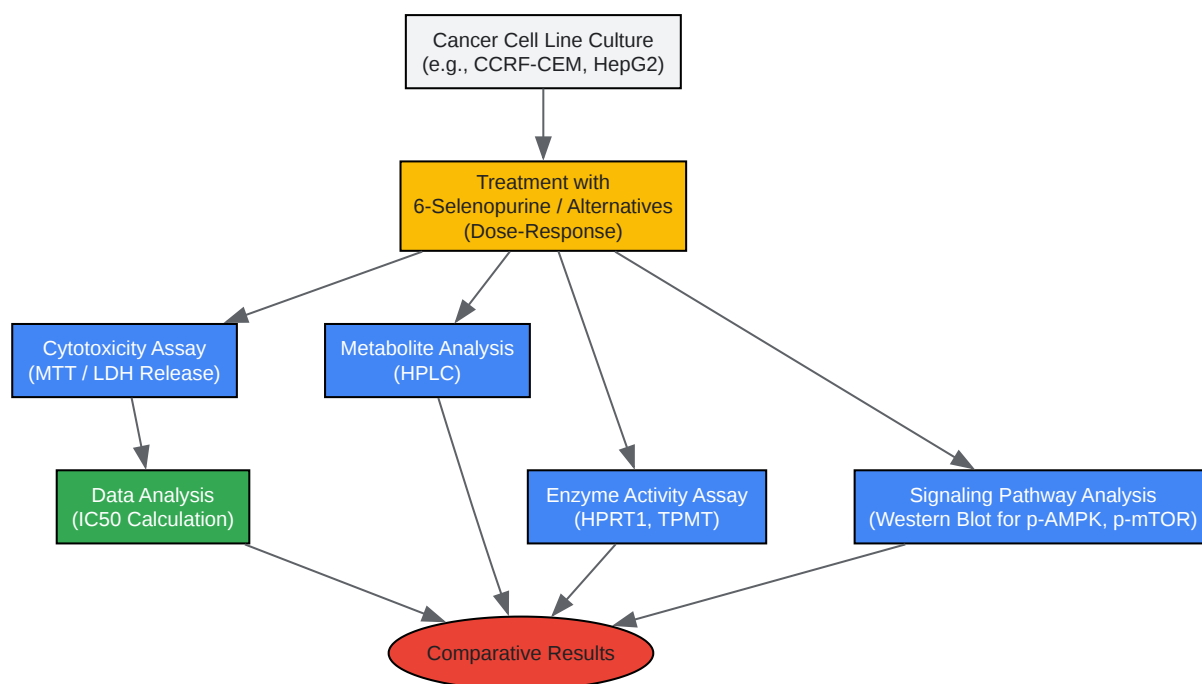 Cancer Cell Line Culture
(e.g., CCRF-CEM, HepG2)
Treatment with
6-Selenopurine / Alternatives
(Dose-Response)
Cytotoxicity Assay
(MTT / LDH Release)
Metabolite Analysis
(HPLC)
Data Analysis
(IC50 Calculation)
Enzyme Activity Assay
(HPRT1, TPMT)
Signaling Pathway Analysis
(Western Blot for p-AMPK, p-mTOR)
Comparative Results